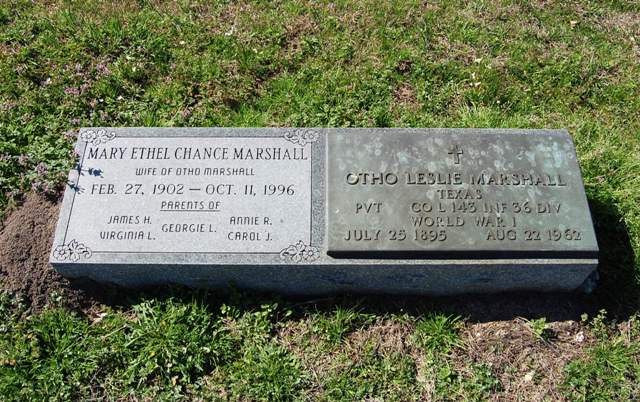 MARY ETHEL CHANCE MARSHALL
WIFE OF OTHO MARSHALL
FEB. 27, 1902 — OCT. 11, 1996
PARENTS OF
JAMES H. ANNIE R.
GEORGIE L.
VIRGINIA L. CAROL J.
OTHO LESLIE MARSHALL
TEXAS
PVT CO L 143 INF 36 DIV
WORLD WAR I
JULY 25 1895 AUG 22 1962